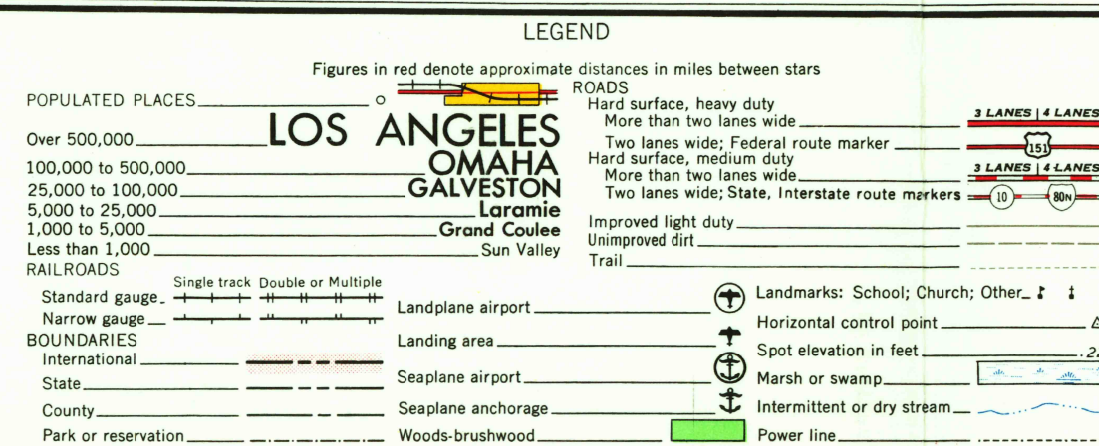 LEGEND
Figures in red denote approximate distances in miles between stars
POPULATED PLACES
Over 500,000 LOS ANGELES
100,000 to 500,000 OMAHA
25,000 to 100,000 GALVESTON
5,000 to 25,000 Laramie
1,000 to 5,000 Grand Coulee
Less than 1,000 Sun Valley
RAILROADS
Single track Double or Multiple
Standard gauge
Narrow gauge
BOUNDARIES
International
State
County
Park or reservation
Landplane airport
Landing area
Seaplane airport
Seaplane anchorage
Woods-brushwood
ROADS
Hard surface, heavy duty
More than two lanes wide 3 LANES | 4 LANES
Two lanes wide; Federal route marker 151
Hard surface, medium duty
More than two lanes wide 3 LANES | 4 LANES
Two lanes wide; State, Interstate route markers 10 80N
Improved light duty
Unimproved dirt
Trail
Landmarks: School; Church; Other
Horizontal control point
Spot elevation in feet
Marsh or swamp
Intermittent or dry stream
Power line